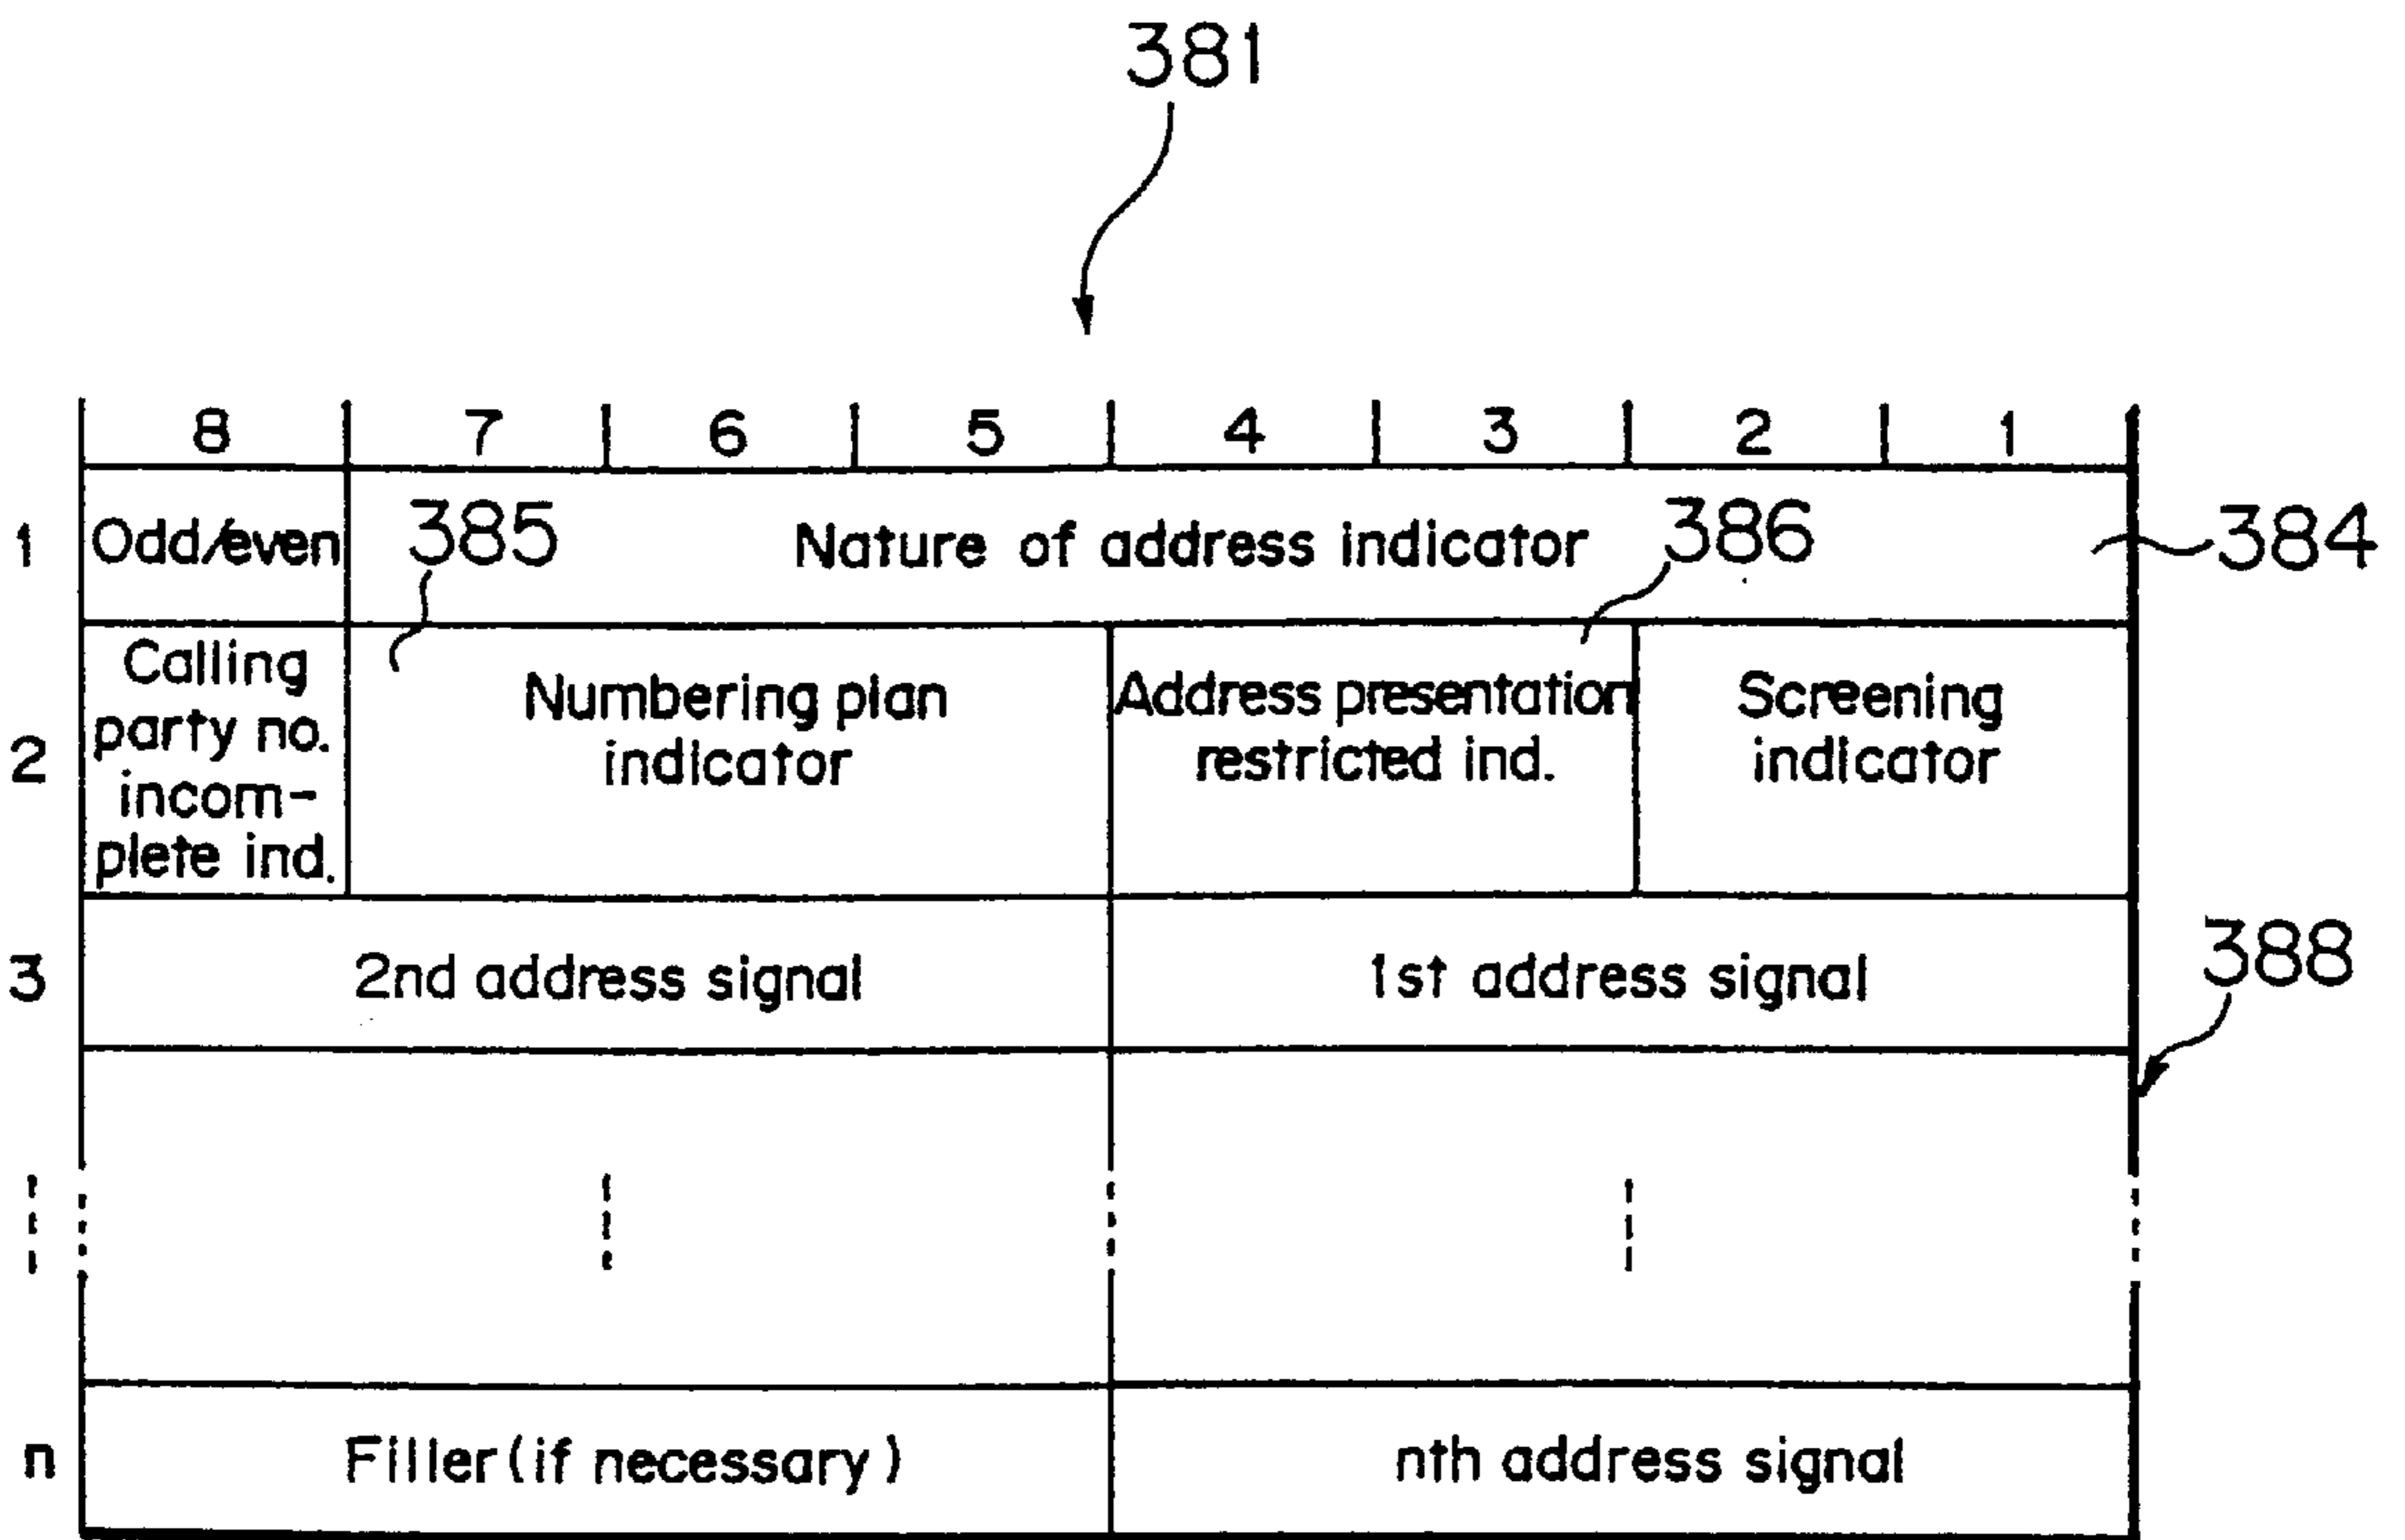 381
8 7 6 5 4 3 2 1
1 Odd/even 385 Nature of address indicator 386 384
2
Calling
party no.
incom-
plete ind.
Numbering plan
indicator
Address presentation
restricted ind.
Screening
indicator
3 2nd address signal 1st address signal
388
n Filler (if necessary) nth address signal